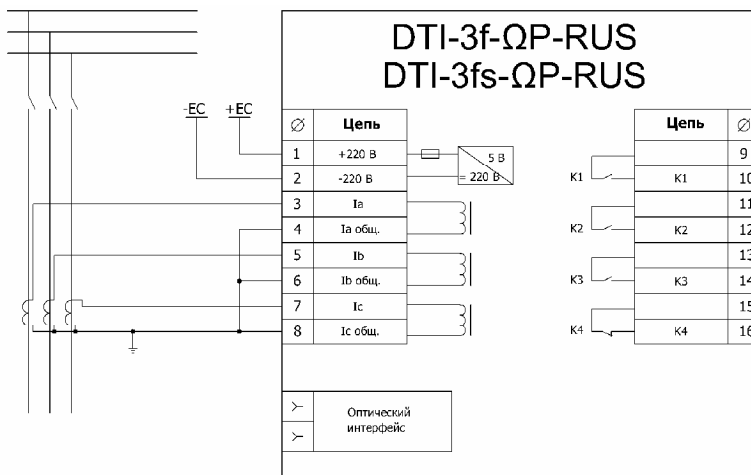 DTI-3f-ΩP-RUS
DTI-3fs-ΩP-RUS
-EC +EC
∅ Цепь
1 +220 В
2 -220 В
3 Ia
4 Ia общ.
5 Ib
6 Ib общ.
7 Ic
8 Ic общ.
5 В
= 220 В
Цепь ∅
9
K1 K1 10
11
K2 K2 12
13
K3 K3 14
15
K4 K4 16
Оптический
интерфейс